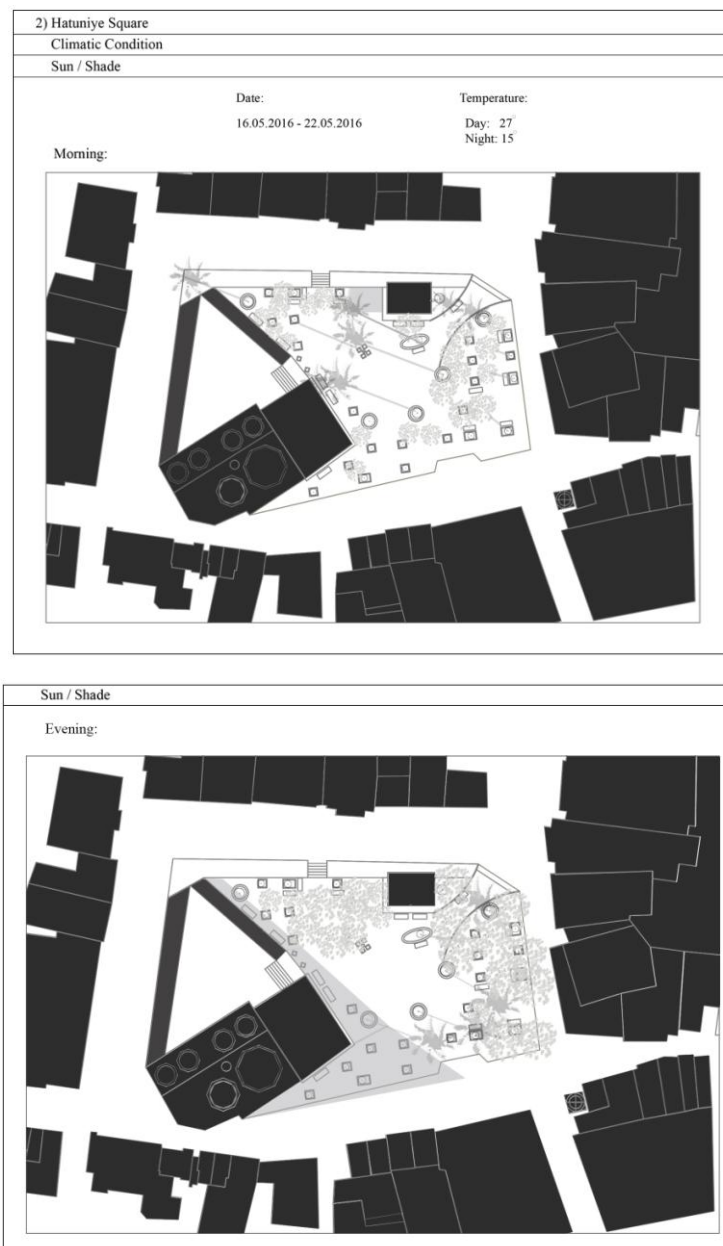 2) Hatuniye Square
Climatic Condition
Sun / Shade
Date: Temperature:
16.05.2016 - 22.05.2016 Day: 27
Night: 15
Morning:
Sun / Shade
Evening: